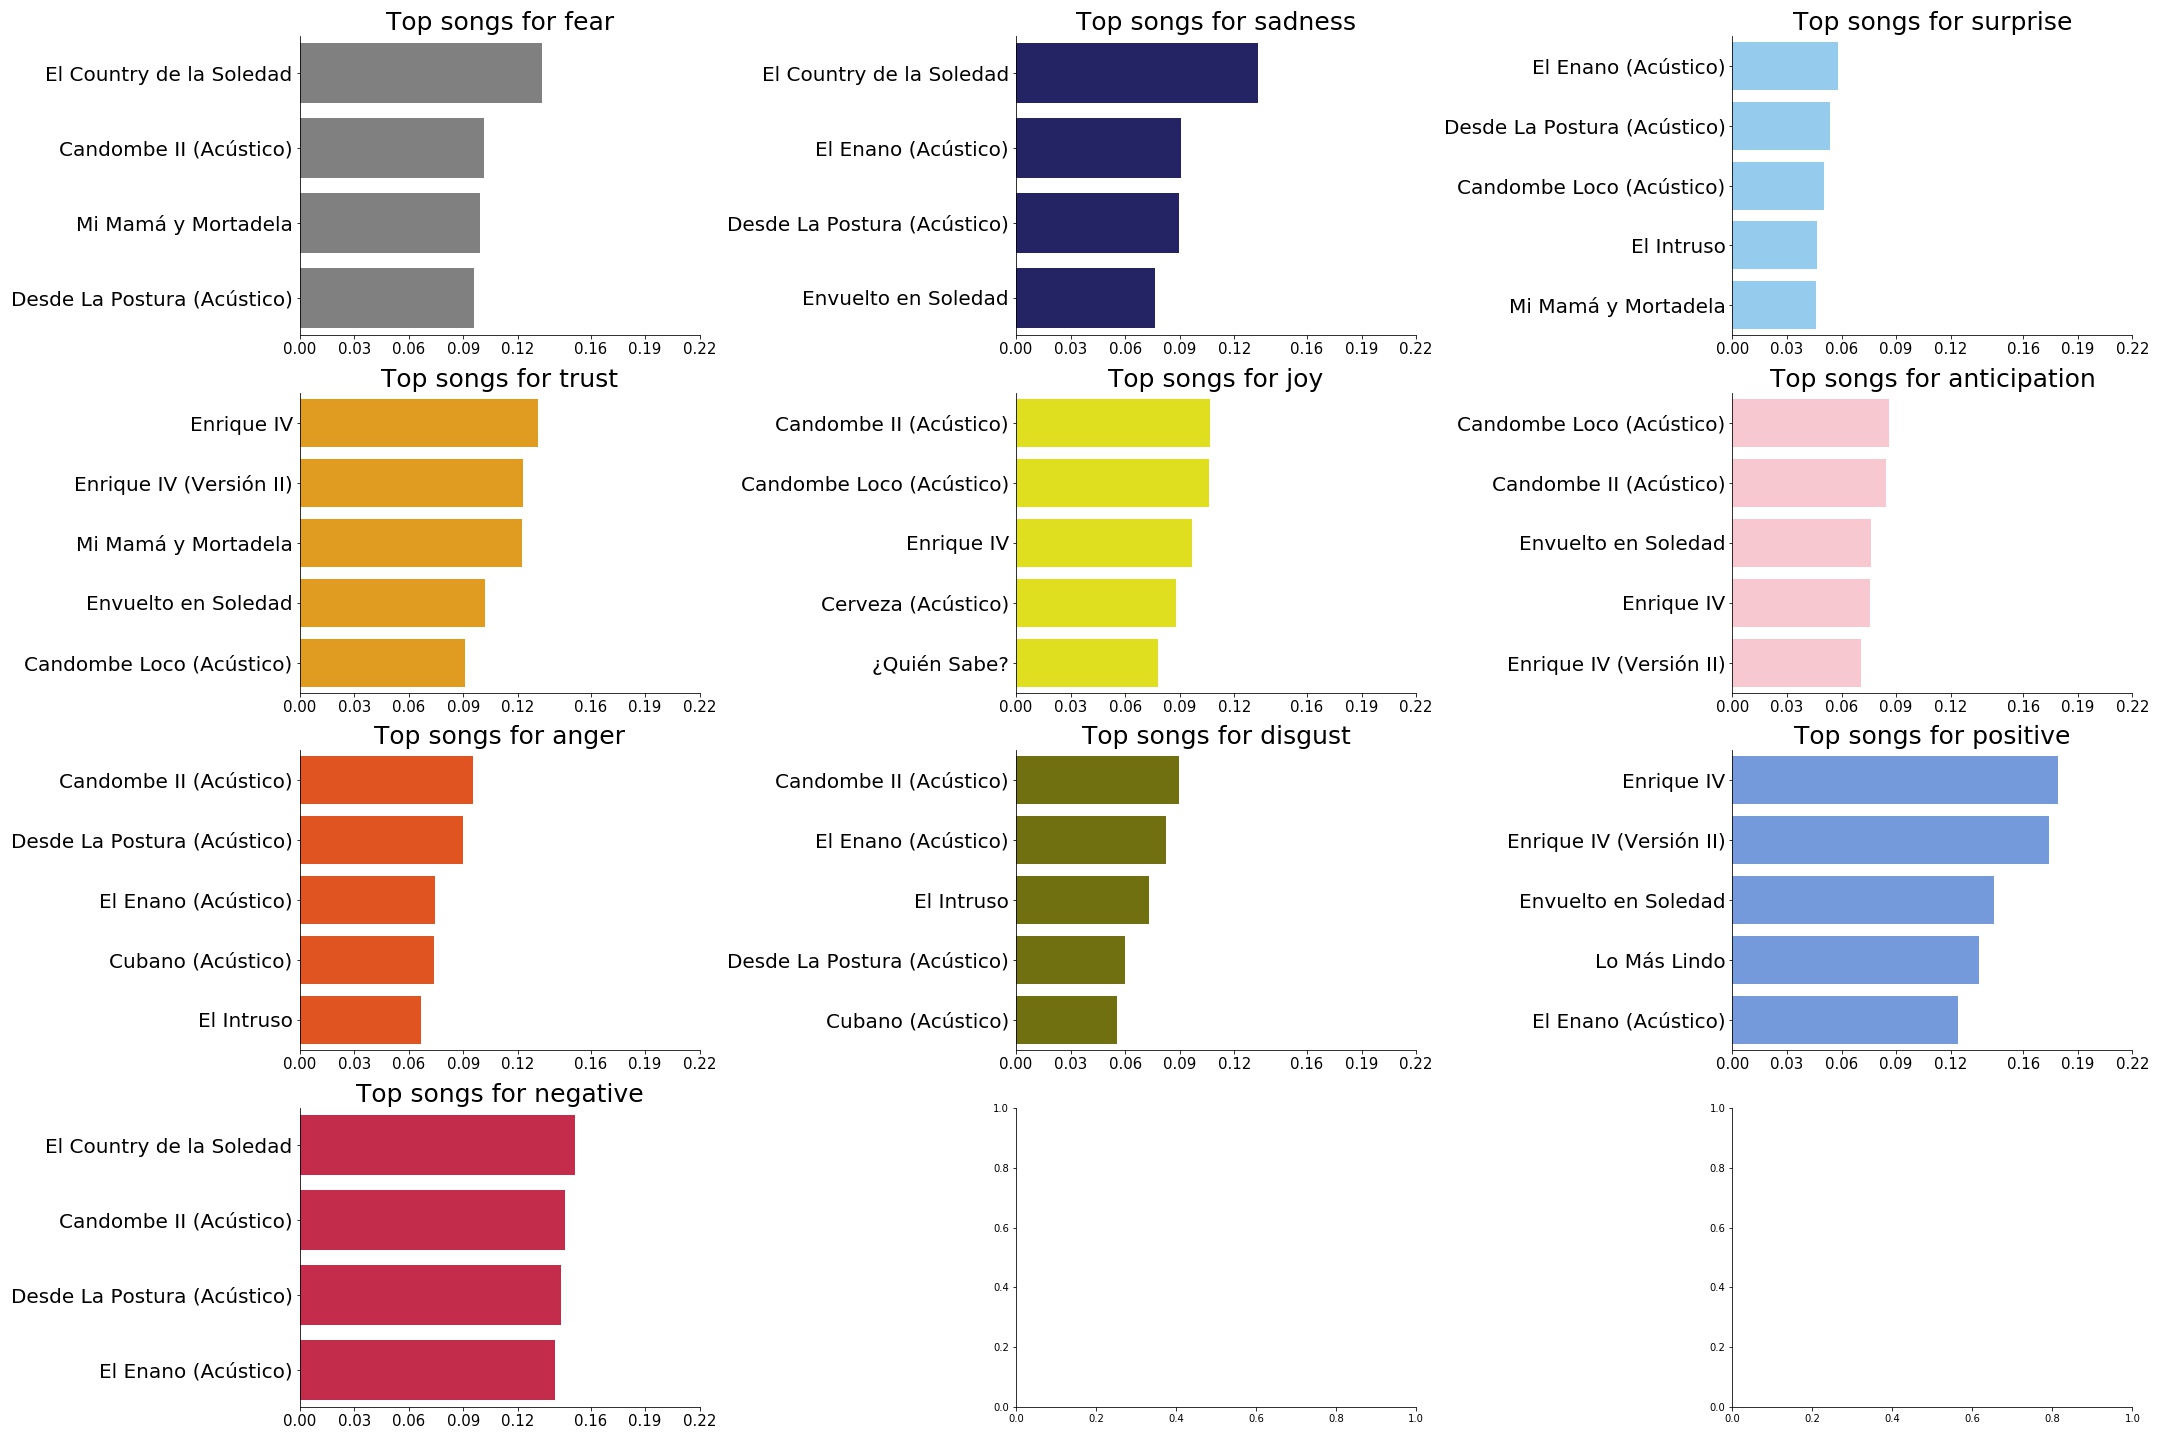 Top songs for fear
El Country de la Soledad
Candombe II (Acústico)
Mi Mamá y Mortadela
Desde La Postura (Acústico)
0.00 0.03 0.06 0.09 0.12 0.16 0.19 0.22
Top songs for sadness
El Country de la Soledad
El Enano (Acústico)
Desde La Postura (Acústico)
Envuelto en Soledad
0.00 0.03 0.06 0.09 0.12 0.16 0.19 0.22
Top songs for surprise
El Enano (Acústico)
Desde La Postura (Acústico)
Candombe Loco (Acústico)
El Intruso
Mi Mamá y Mortadela
0.00 0.03 0.06 0.09 0.12 0.16 0.19 0.22
Top songs for trust
Enrique IV
Enrique IV (Versión II)
Mi Mamá y Mortadela
Envuelto en Soledad
Candombe Loco (Acústico)
0.00 0.03 0.06 0.09 0.12 0.16 0.19 0.22
Top songs for joy
Candombe II (Acústico)
Candombe Loco (Acústico)
Enrique IV
Cerveza (Acústico)
¿Quién Sabe?
0.00 0.03 0.06 0.09 0.12 0.16 0.19 0.22
Top songs for anticipation
Candombe Loco (Acústico)
Candombe II (Acústico)
Envuelto en Soledad
Enrique IV
Enrique IV (Versión II)
0.00 0.03 0.06 0.09 0.12 0.16 0.19 0.22
Top songs for anger
Candombe II (Acústico)
Desde La Postura (Acústico)
El Enano (Acústico)
Cubano (Acústico)
El Intruso
0.00 0.03 0.06 0.09 0.12 0.16 0.19 0.22
Top songs for disgust
Candombe II (Acústico)
El Enano (Acústico)
El Intruso
Desde La Postura (Acústico)
Cubano (Acústico)
0.00 0.03 0.06 0.09 0.12 0.16 0.19 0.22
Top songs for positive
Enrique IV
Enrique IV (Versión II)
Envuelto en Soledad
Lo Más Lindo
El Enano (Acústico)
0.00 0.03 0.06 0.09 0.12 0.16 0.19 0.22
Top songs for negative
El Country de la Soledad
Candombe II (Acústico)
Desde La Postura (Acústico)
El Enano (Acústico)
0.00 0.03 0.06 0.09 0.12 0.16 0.19 0.22
1.0
0.8
0.6
0.4
0.2
0.0
0.0 0.2 0.4 0.6 0.8 1.0
1.0
0.8
0.6
0.4
0.2
0.0
0.0 0.2 0.4 0.6 0.8 1.0